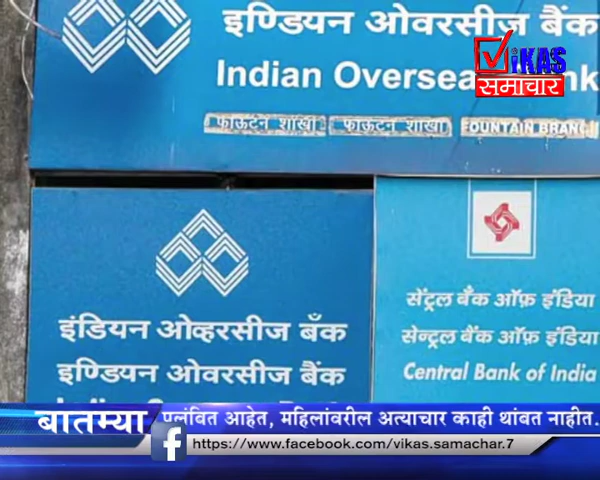 इण्डियन ओवरसीज बैंक
ViKAS
समाचार
Indian Oversea nk
फ़ाऊंटन शाखा फ़ाऊंटन शाखा FOUNTAIN BRANCH
इंडियन ओव्हरसीज बँक
इण्डियन ओवरसीज बैंक
सेंट्रल बँक ऑफ़ इंडिया
सेन्ट्रल बैंक ऑफ़ इंडिया
Central Bank of India
बातम्या
प्रलंबित आहेत, महिलांवरील अत्याचार काही थांबत नाहीत.
f https://www.facebook.com/vikas.samachar.7